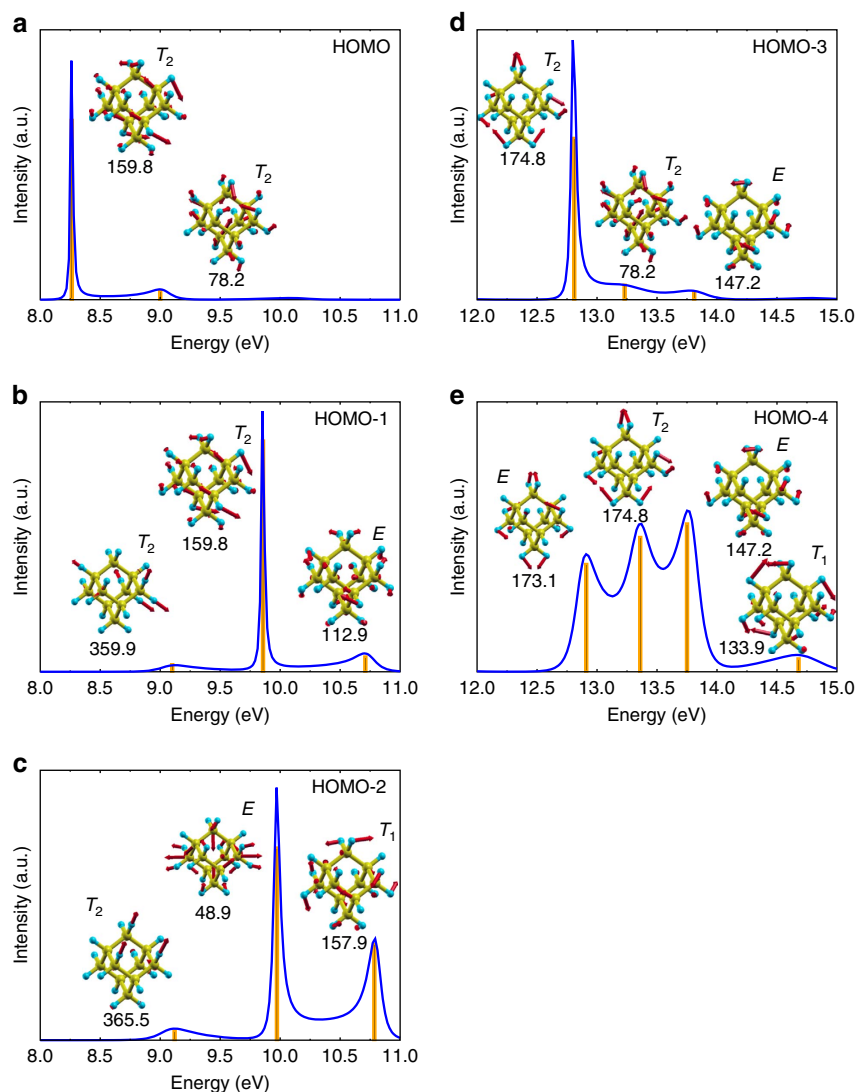 a
HOMO
T2
159.8
T2
78.2
Intensity (a.u.)
8.0 8.5 9.0 9.5 10.0 10.5 11.0
Energy (eV)
b
HOMO-1
T2
159.8
T2
359.9
E
112.9
Intensity (a.u.)
8.0 8.5 9.0 9.5 10.0 10.5 11.0
Energy (eV)
c
HOMO-2
E
48.9
T1
157.9
T2
365.5
Intensity (a.u.)
8.0 8.5 9.0 9.5 10.0 10.5 11.0
Energy (eV)
d
HOMO-3
T2
174.8
T2
78.2
E
147.2
Intensity (a.u.)
12.0 12.5 13.0 13.5 14.0 14.5 15.0
Energy (eV)
e
HOMO-4
T2
174.8
E
173.1
E
147.2
T1
133.9
Intensity (a.u.)
12.0 12.5 13.0 13.5 14.0 14.5 15.0
Energy (eV)